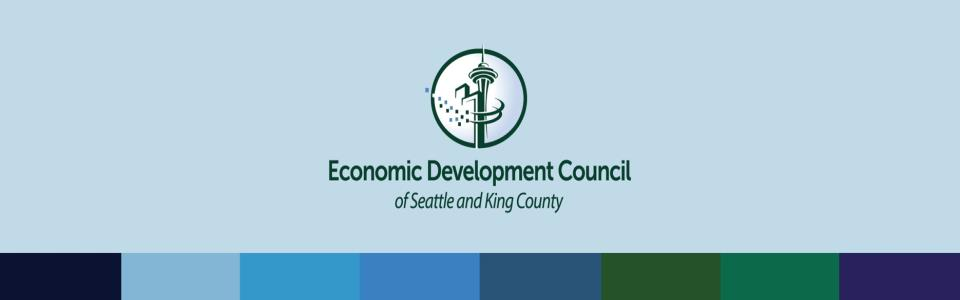 Economic Development Council
of Seattle and King County